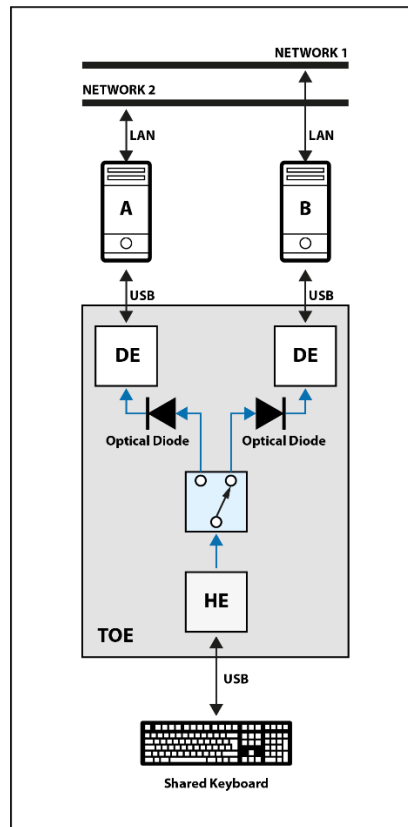 NETWORK 1
NETWORK 2
LAN
LAN
A
B
USB
USB
DE
DE
Optical Diode
Optical Diode
HE
TOE
USB
Shared Keyboard